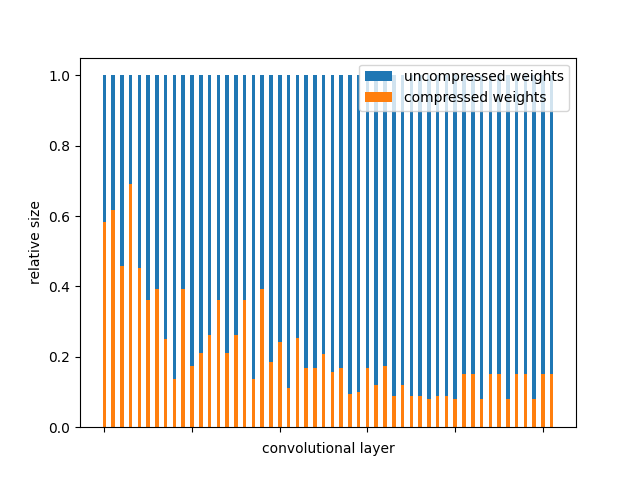 uncompressed weights
compressed weights
1.0
0.8
0.6
0.4
0.2
0.0
relative size
convolutional layer